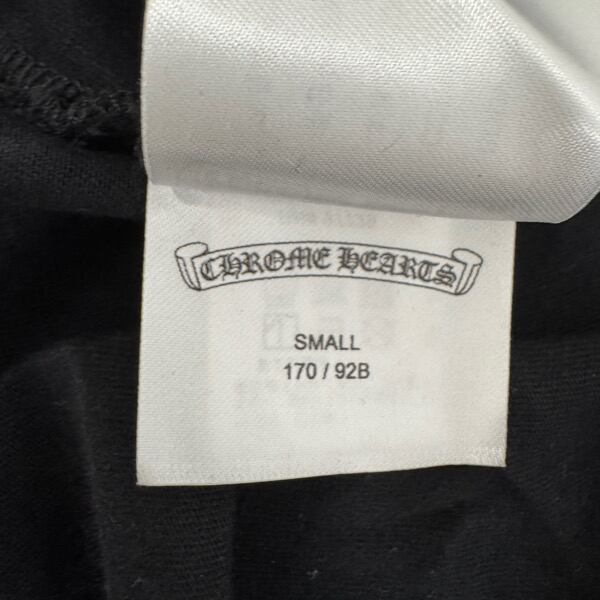 CHROME HEARTS
SMALL
170 / 92B